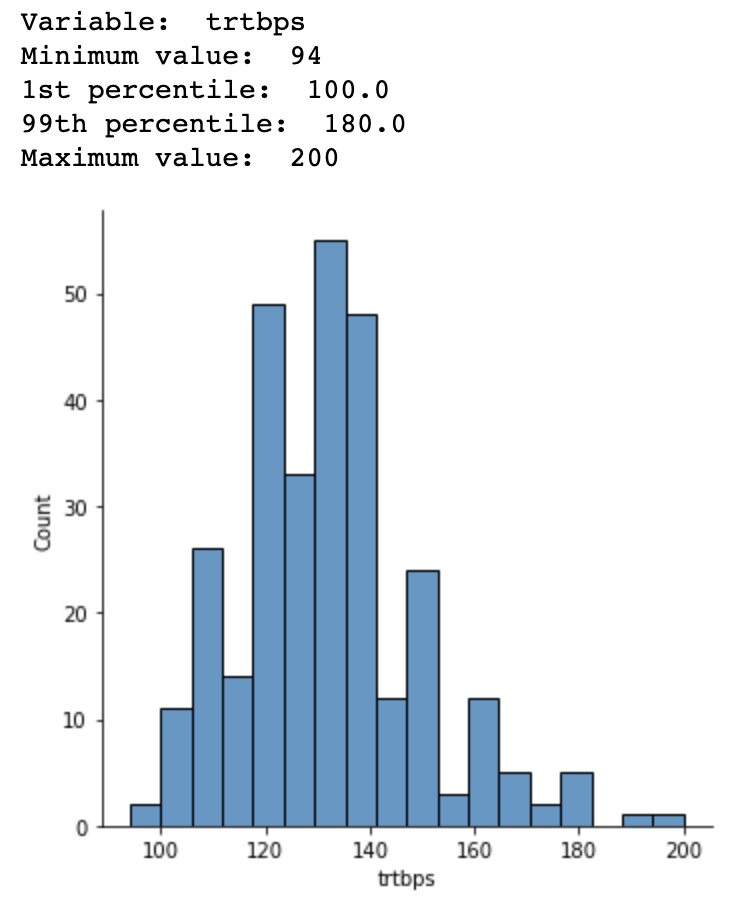 Variable:  trtbps
Minimum value:  94
1st percentile:  100.0
99th percentile:  180.0
Maximum value:  200
50
40
30
20
10
0
Count
100 120 140 160 180 200
trtbps